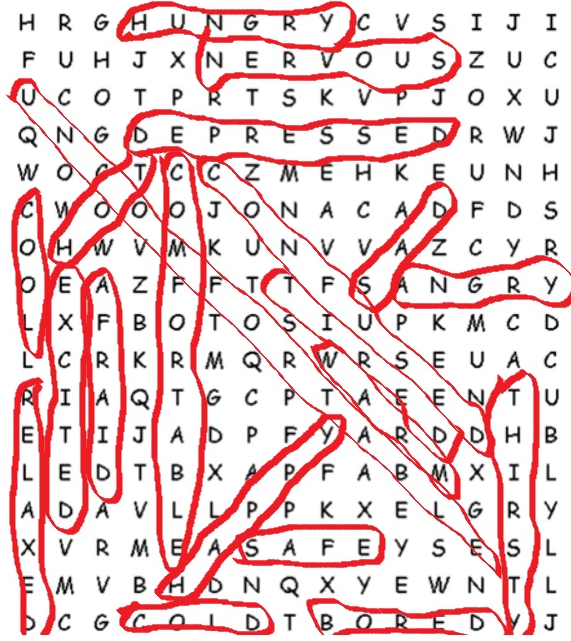 H R G H U N G R Y C V S I J I
F U H J X N E R V O U S Z U C
U C O T P R T S K V P J O X U
Q N G D E P R E S S E D R W J
W O C T C C Z M E H K E U N H
C W O O O J O N A C A D F D S
O H W V M K U N V V A Z C Y R
O E A Z F F T T F S A N G R Y
L X F B O T O S I U P K M C D
L C R K R M Q R W R S E U A C
R I A Q T G C P T A E E N T U
E T I J A D P F Y A R D D H B
L E D T B X A P F A B M X I L
A D A V L L P P K X E L G R Y
X V R M E A S A F E Y S E S L
E M V B H D N Q X Y E W N T L
D C G C O L D T B O R E D Y J